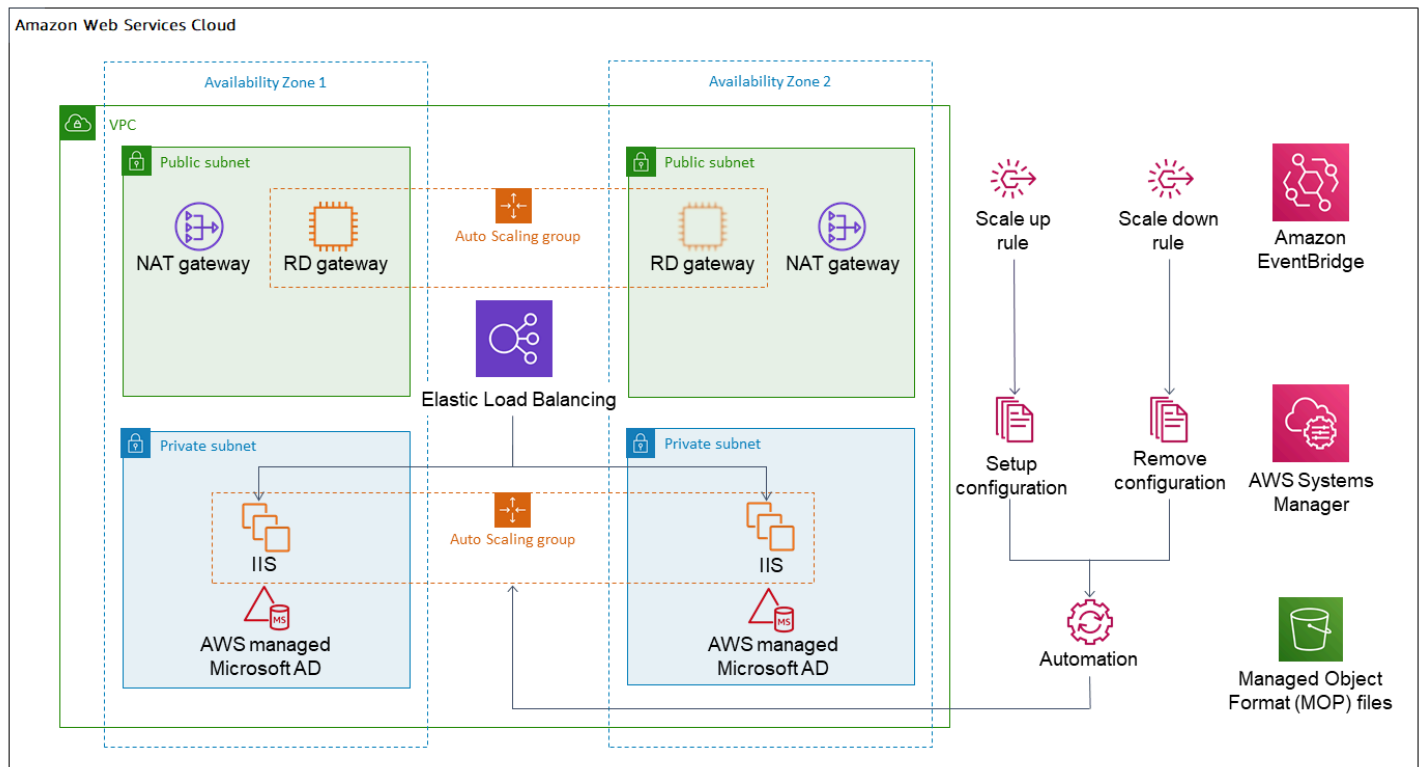 Amazon Web Services Cloud
Availability Zone 1
Availability Zone 2
VPC
Public subnet
Public subnet
NAT gateway
RD gateway
Auto Scaling group
RD gateway
NAT gateway
Scale up
rule
Scale down
rule
Amazon
EventBridge
Elastic Load Balancing
Private subnet
Private subnet
Setup
configuration
Remove
configuration
AWS Systems
Manager
IIS
Auto Scaling group
IIS
MS
AWS managed
Microsoft AD
MS
AWS managed
Microsoft AD
Automation
Managed Object
Format (MOP) files